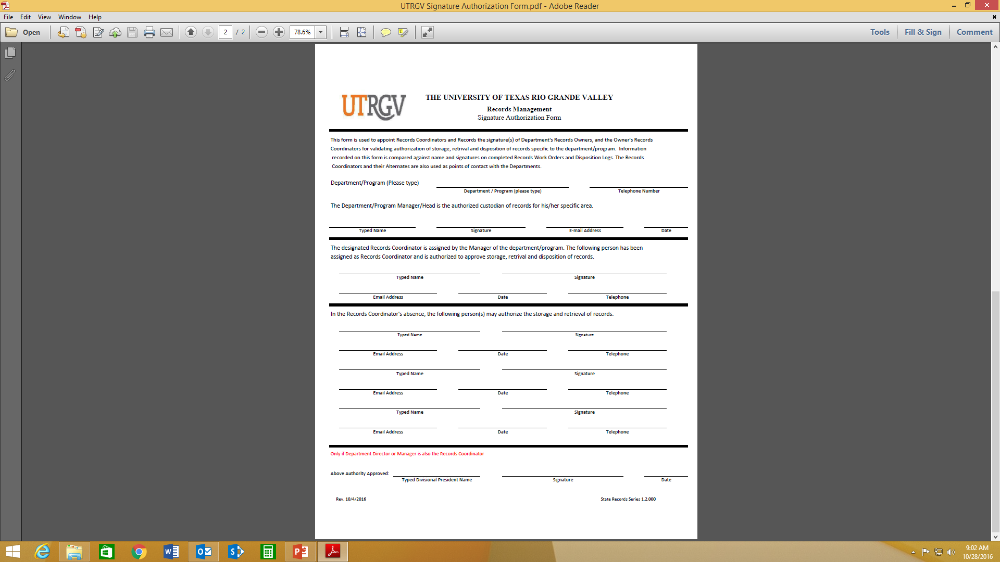 UTRGV Signature Authorization Form.pdf - Adobe Reader
File Edit View Window Help
Open 2 / 2 78.6% Tools Fill & Sign Comment
UTRGV
THE UNIVERSITY OF TEXAS RIO GRANDE VALLEY
Records Management
Signature Authorization Form
This form is used to appoint Records Coordinators and Records the signature(s) of Department's Records Owners, and the Owner's Records
Coordinators for validating authorization of storage, retrival and disposition of records specific to the department/program. Information
recorded on this form is compared against name and signatures on completed Records Work Orders and Disposition Logs. The Records
Coordinators and their Alternates are also used as points of contact with the Departments.
Department/Program (Please type)
Department / Program (please type) Telephone Number
The Department/Program Manager/Head is the authorized custodian of records for his/her specific area.
Typed Name Signature E-mail Address Date
The designated Records Coordinator is assigned by the Manager of the department/program. The following person has been
assigned as Records Coordinator and is authorized to approve storage, retrival and disposition of records.
Typed Name Signature
Email Address Date Telephone
In the Records Coordinator's absence, the following person(s) may authorize the storage and retrieval of records.
Typed Name Signature
Email Address Date Telephone
Typed Name Signature
Email Address Date Telephone
Typed Name Signature
Email Address Date Telephone
Only if Department Director or Manager is also the Records Coordinator
Above Authority Approved:
Typed Divisional President Name Signature Date
Rev. 10/4/2016 State Records Series 1.2.000
9:02 AM
10/28/2016